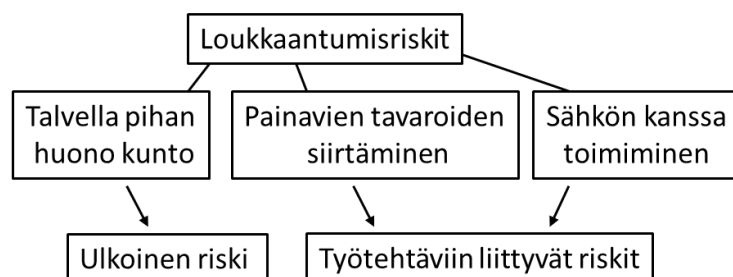 Loukkaantumisriskit
Talvella pihan
huono kunto
Painavien tavaroiden
siirtäminen
Sähkön kanssa
toimiminen
Ulkoinen riski
Työtehtäviin liittyvät riskit